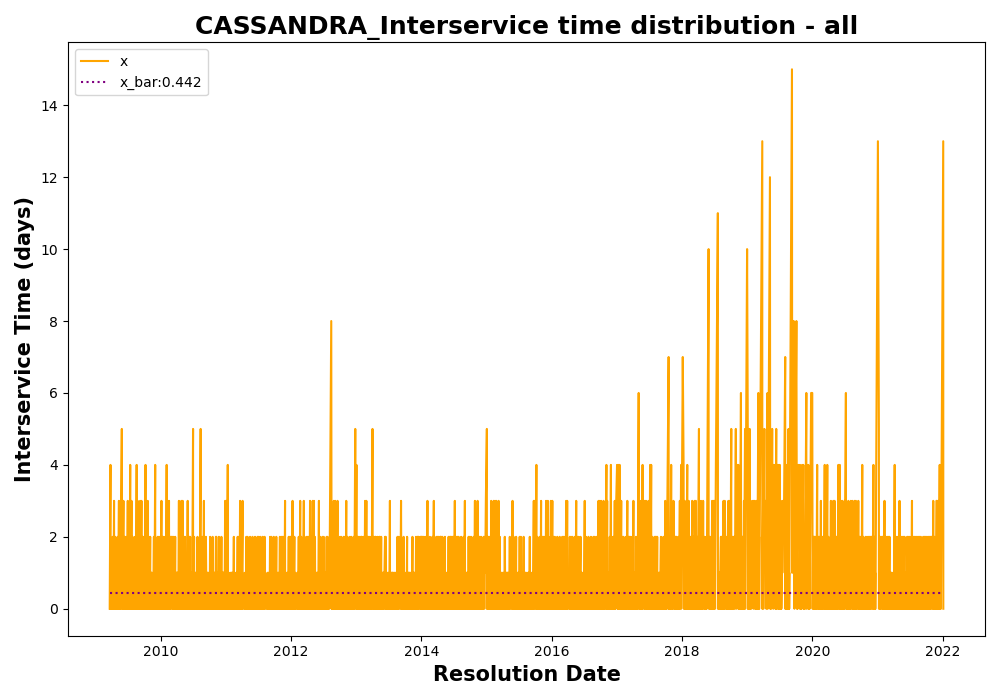 CASSANDRA_Interservice time distribution - all
x
x_bar:0.442
14
12
10
8
6
4
2
0
Interservice Time (days)
2010 2012 2014 2016 2018 2020 2022
Resolution Date